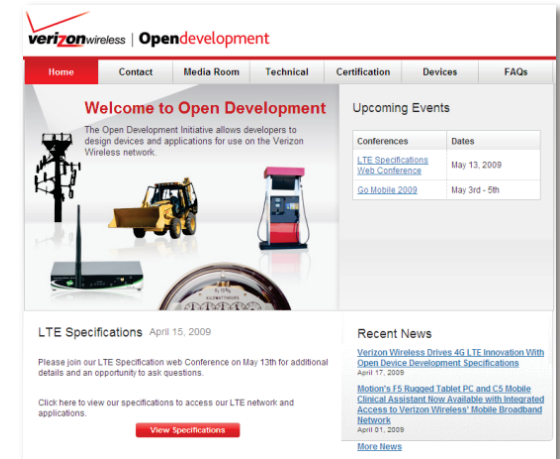 verizonwireless | Opendevelopment
Home Contact Media Room Technical Certification Devices FAQs
Welcome to Open Development
The Open Development Initiative allows developers to
design devices and applications for use on the Verizon
Wireless network.
KILOWATTHOURS
Upcoming Events
Conferences Dates
LTE Specifications
Web Conference
May 13, 2009
Go Mobile 2009 May 3rd - 5th
LTE Specifications April 15, 2009
Please join our LTE Specification web Conference on May 13th for additional
details and an opportunity to ask questions.
Click here to view our specifications to access our LTE network and
applications.
View Specifications
Recent News
Verizon Wireless Drives 4G LTE Innovation With
Open Device Development Specifications
April 17, 2009
Motion's F5 Rugged Tablet PC and C5 Mobile
Clinical Assistant Now Available with Integrated
Access to Verizon Wireless' Mobile Broadband
Network
April 01, 2009
More News